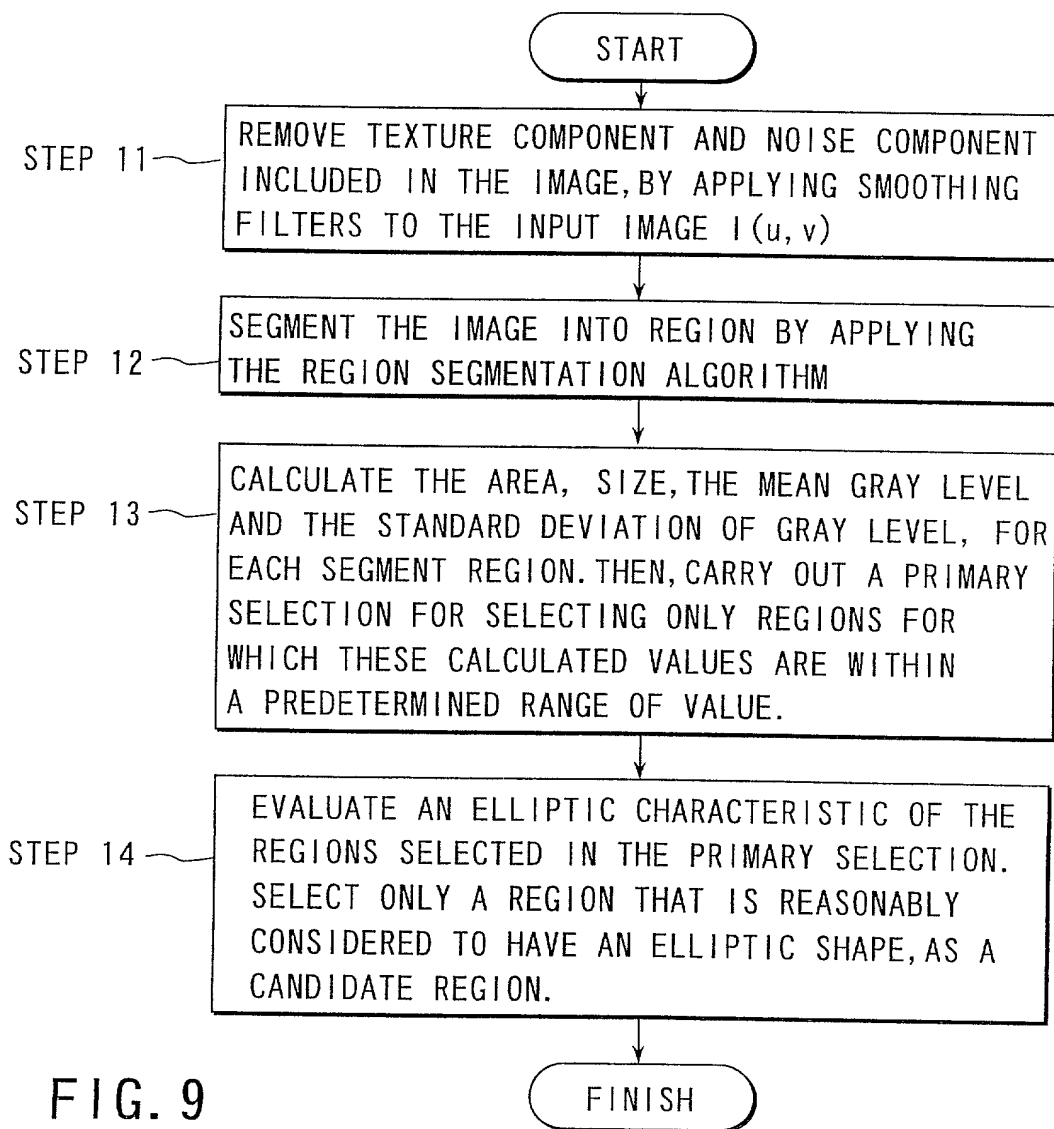 START
STEP 11
REMOVE TEXTURE COMPONENT AND NOISE COMPONENT
INCLUDED IN THE IMAGE, BY APPLYING SMOOTHING
FILTERS TO THE INPUT IMAGE I(u,v)
STEP 12
SEGMENT THE IMAGE INTO REGION BY APPLYING
THE REGION SEGMENTATION ALGORITHM
STEP 13
CALCULATE THE AREA, SIZE, THE MEAN GRAY LEVEL
AND THE STANDARD DEVIATION OF GRAY LEVEL, FOR
EACH SEGMENT REGION. THEN, CARRY OUT A PRIMARY
SELECTION FOR SELECTING ONLY REGIONS FOR
WHICH THESE CALCULATED VALUES ARE WITHIN
A PREDETERMINED RANGE OF VALUE.
STEP 14
EVALUATE AN ELLIPTIC CHARACTERISTIC OF THE
REGIONS SELECTED IN THE PRIMARY SELECTION.
SELECT ONLY A REGION THAT IS REASONABLY
CONSIDERED TO HAVE AN ELLIPTIC SHAPE, AS A
CANDIDATE REGION.
FINISH
FIG. 9